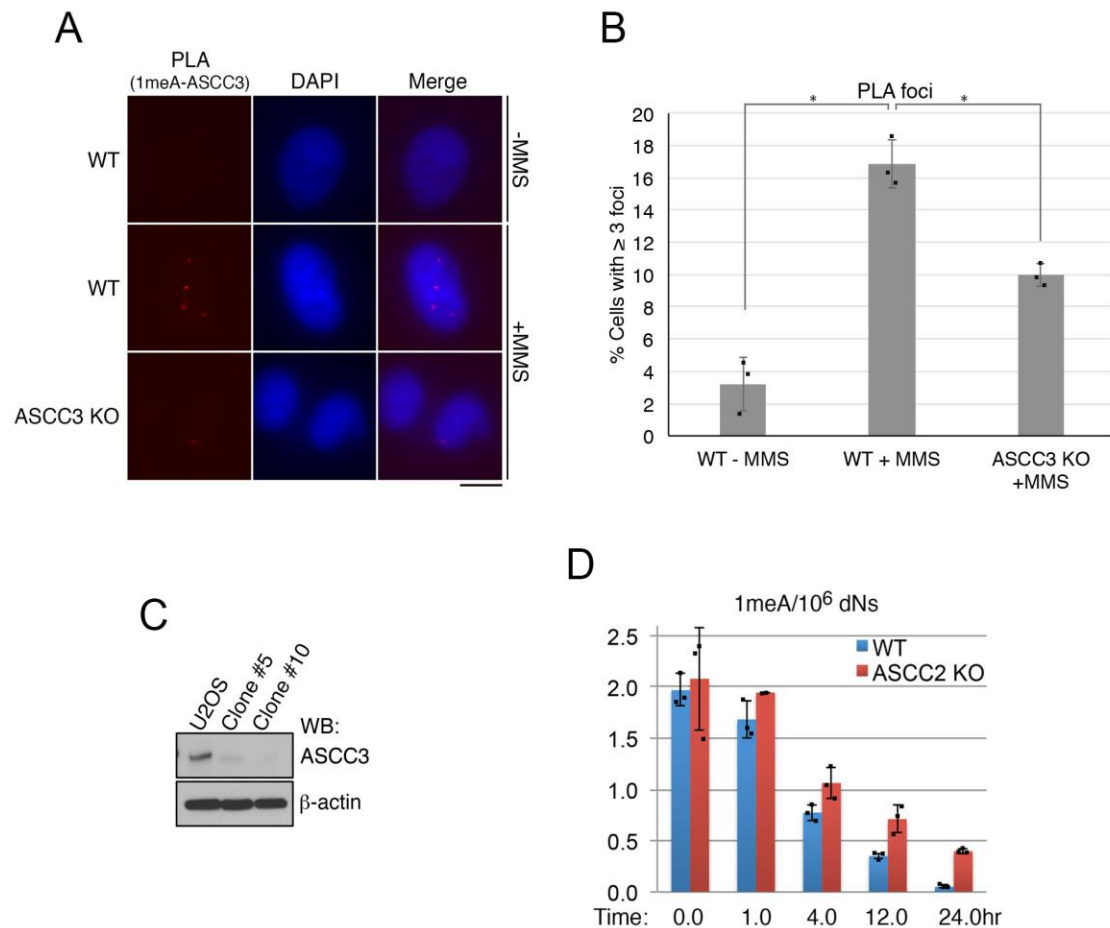 A
PLA
(1meA-ASCC3)
DAPI
Merge
WT
-MMS
WT
+MMS
ASCC3 KO
B
PLA foci
*
*
% Cells with ≥ 3 foci
20
18
16
14
12
10
8
6
4
2
0
WT - MMS
WT + MMS
ASCC3 KO
+MMS
C
U2OS
Clone #5
Clone #10
WB:
ASCC3
β-actin
D
1meA/10⁶ dNs
WT
ASCC2 KO
2.5
2.0
1.5
1.0
0.5
0.0
Time: 0.0 1.0 4.0 12.0 24.0hr